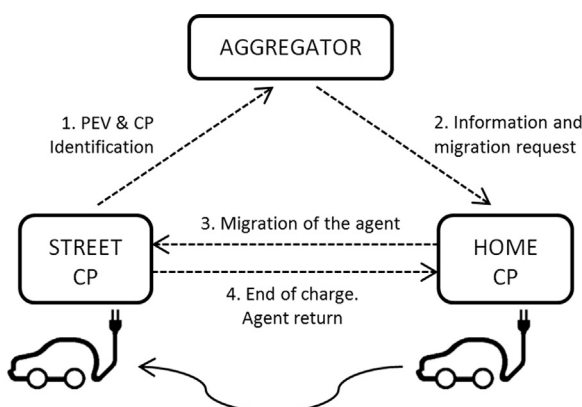 AGGREGATOR
1. PEV & CP
Identification
2. Information and
migration request
3. Migration of the agent
STREET
CP
HOME
CP
4. End of charge.
Agent return